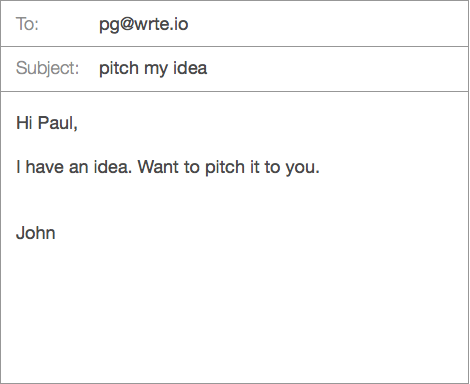 To: pg@wrte.io
Subject: pitch my idea
Hi Paul,
I have an idea. Want to pitch it to you.
John